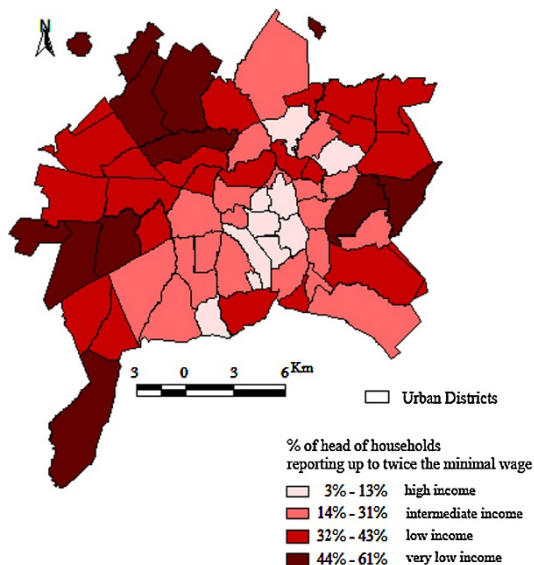 N
3 0 3 6 Km
Urban Districts
% of head of households
reporting up to twice the minimal wage
3% - 13% high income
14% - 31% intermediate income
32% - 43% low income
44% - 61% very low income